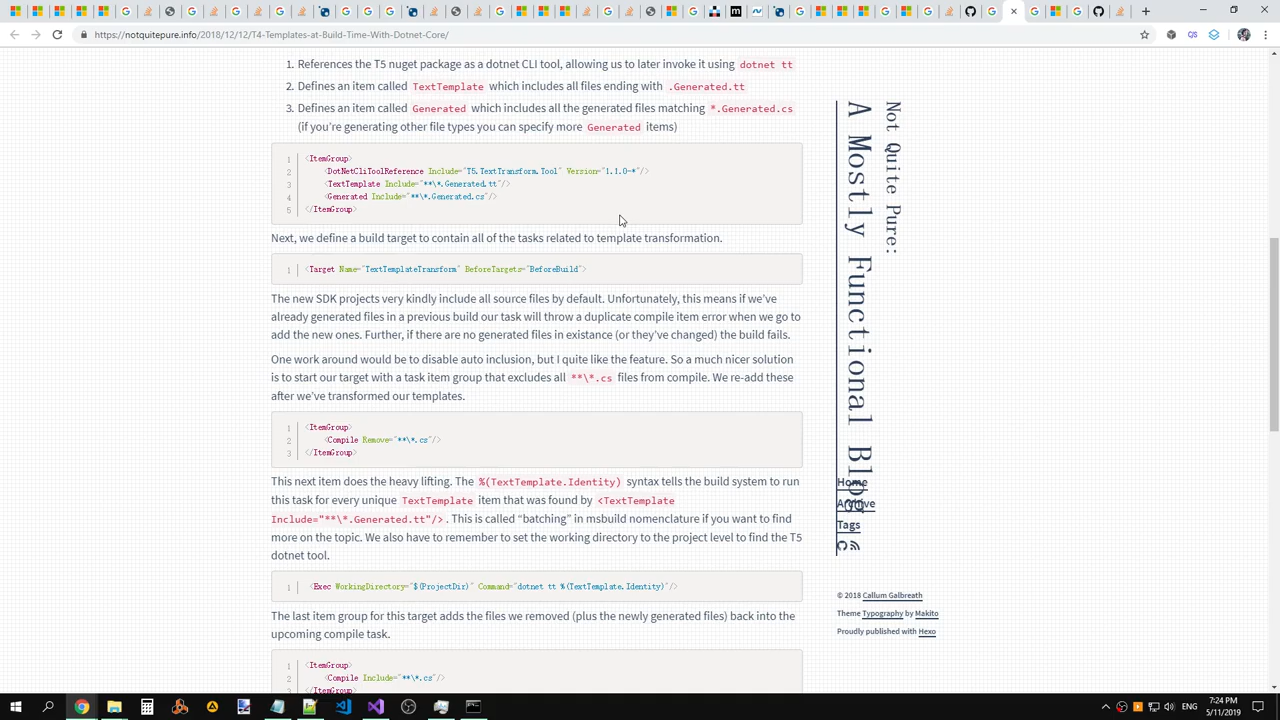 https://notquitepure.info/2018/12/12/T4-Templates-at-Build-Time-With-Dotnet-Core/
1. References the T5 nuget package as a dotnet CLI tool, allowing us to later invoke it using dotnet tt
2. Defines an item called TextTemplate which includes all files ending with .Generated.tt
3. Defines an item called Generated which includes all the generated files matching *.Generated.cs
(if you're generating other file types you can specify more Generated items)
1 <ItemGroup>
2 <DotNetCliToolReference Include="T5.TextTransform.Tool" Version="1.1.0-*"/>
3 <TextTemplate Include="**\*.Generated.tt"/>
4 <Generated Include="**\*.Generated.cs"/>
5 </ItemGroup>
Next, we define a build target to contain all of the tasks related to template transformation.
1 <Target Name="TextTemplateTransform" BeforeTargets="BeforeBuild">
The new SDK projects very kindly include all source files by default. Unfortunately, this means if we've
already generated files in a previous build our task will throw a duplicate compile item error when we go to
add the new ones. Further, if there are no generated files in existance (or they've changed) the build fails.
One work around would be to disable auto inclusion, but I quite like the feature. So a much nicer solution
is to start our target with a task item group that excludes all **\*.cs files from compile. We re-add these
after we've transformed our templates.
1 <ItemGroup>
2 <Compile Remove="**\*.cs"/>
3 </ItemGroup>
This next item does the heavy lifting. The %(TextTemplate.Identity) syntax tells the build system to run
this task for every unique TextTemplate item that was found by <TextTemplate
Include="**\*.Generated.tt"/>. This is called "batching" in msbuild nomenclature if you want to find
more on the topic. We also have to remember to set the working directory to the project level to find the T5
dotnet tool.
1 <Exec WorkingDirectory="$(ProjectDir)" Command="dotnet tt %(TextTemplate.Identity)"/>
The last item group for this target adds the files we removed (plus the newly generated files) back into the
upcoming compile task.
1 <ItemGroup>
2 <Compile Include="**\*.cs"/>
3 </ItemGroup>
Not Quite Pure:
A Mostly Functional Blog
Home
Archive
Tags
© 2018 Callum Galbreath
Theme Typography by Makito
Proudly published with Hexo
ENG
7:24 PM
5/11/2019